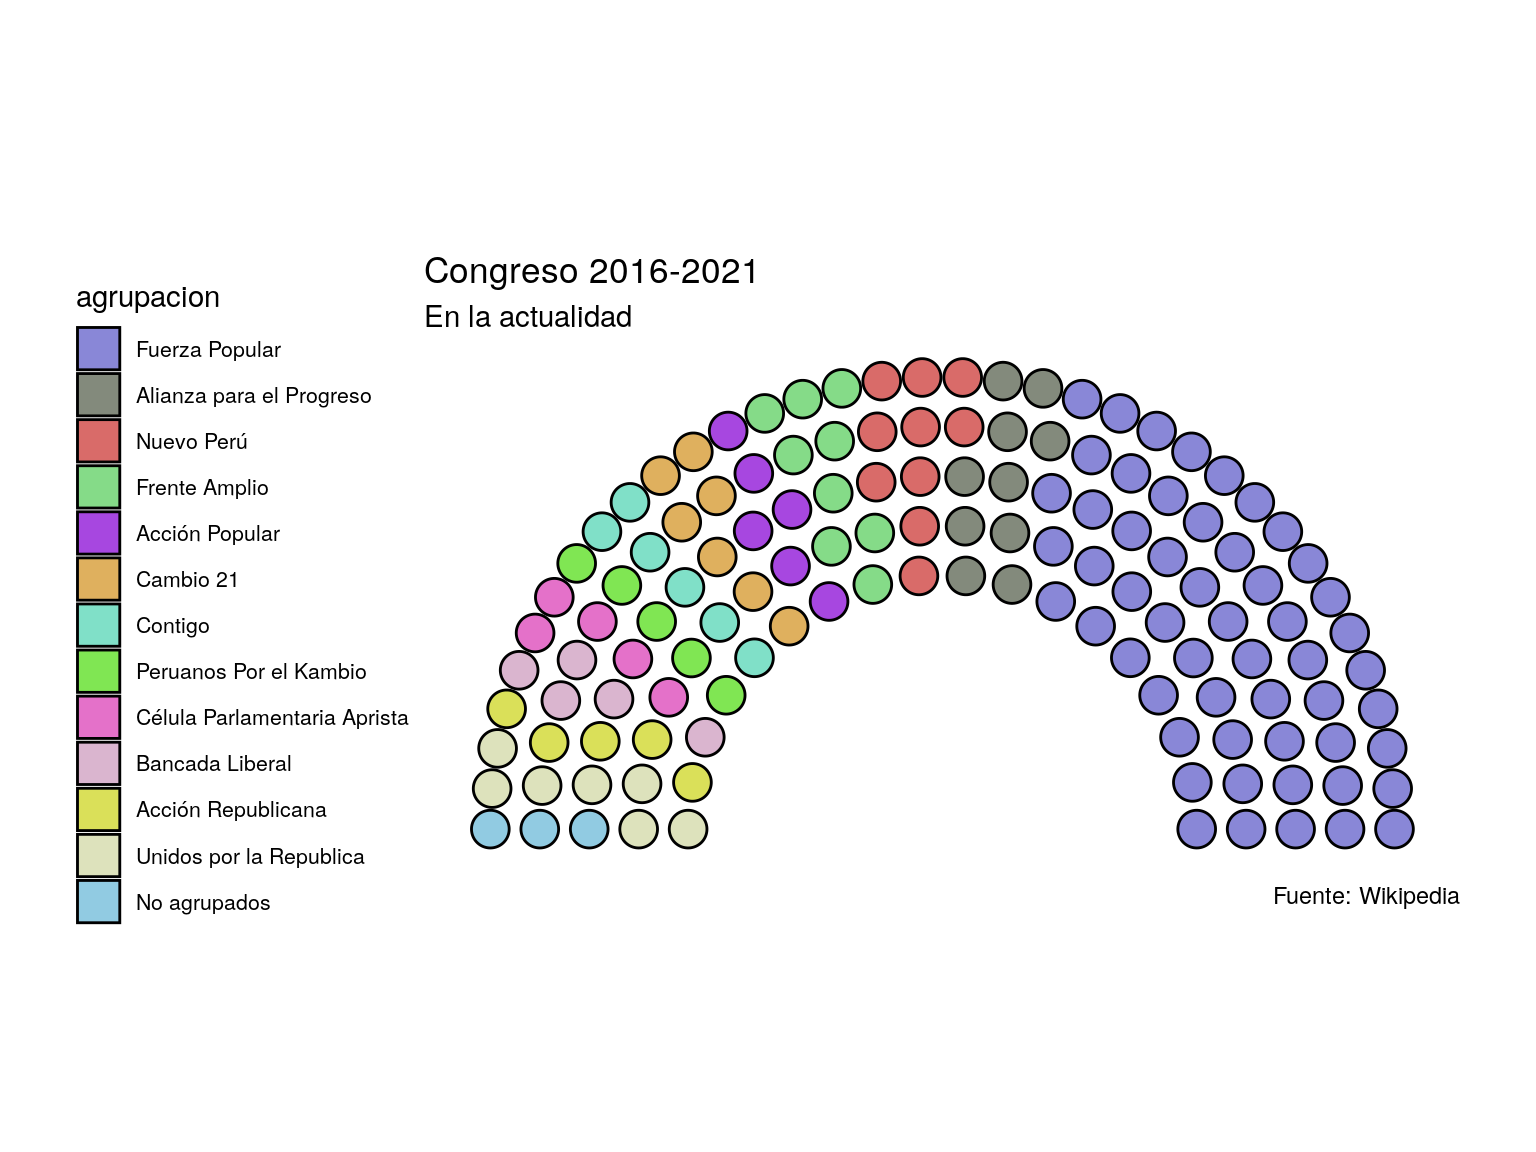 Congreso 2016-2021
En la actualidad
agrupacion
Fuerza Popular
Alianza para el Progreso
Nuevo Perú
Frente Amplio
Acción Popular
Cambio 21
Contigo
Peruanos Por el Kambio
Célula Parlamentaria Aprista
Bancada Liberal
Acción Republicana
Unidos por la Republica
No agrupados
Fuente: Wikipedia